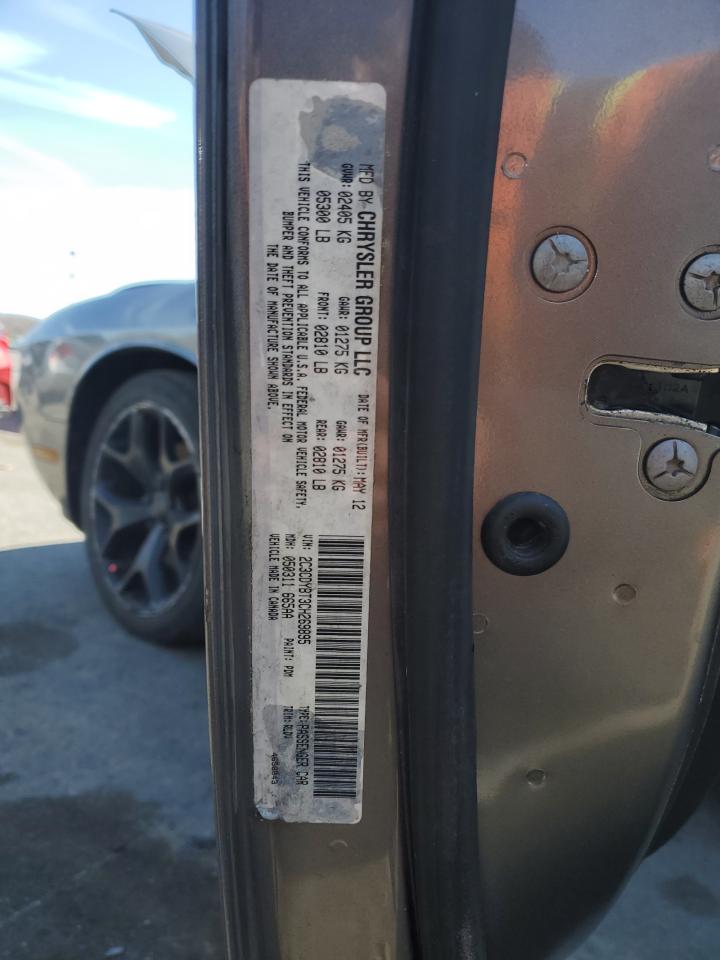 MFD BY CHRYSLER GROUP LLC DATE OF MFR(BUILT): MAY 12
GVWR: 02405 KG GAWR: 01275 KG GAWR: 01275 KG
05300 LB FRONT: 02810 LB REAR: 02810 LB
THIS VEHICLE CONFORMS TO ALL APPLICABLE U.S.A. FEDERAL MOTOR VEHICLE SAFETY,
BUMPER AND THEFT PREVENTION STANDARDS IN EFFECT ON
THE DATE OF MANUFACTURE SHOWN ABOVE.
VIN: 2C3CDYBT3CH269895 TYPE: PASSENGER CAR
MDH: 050311 665AA PAINT: PDM TRIM:
VEHICLE MADE IN CANADA